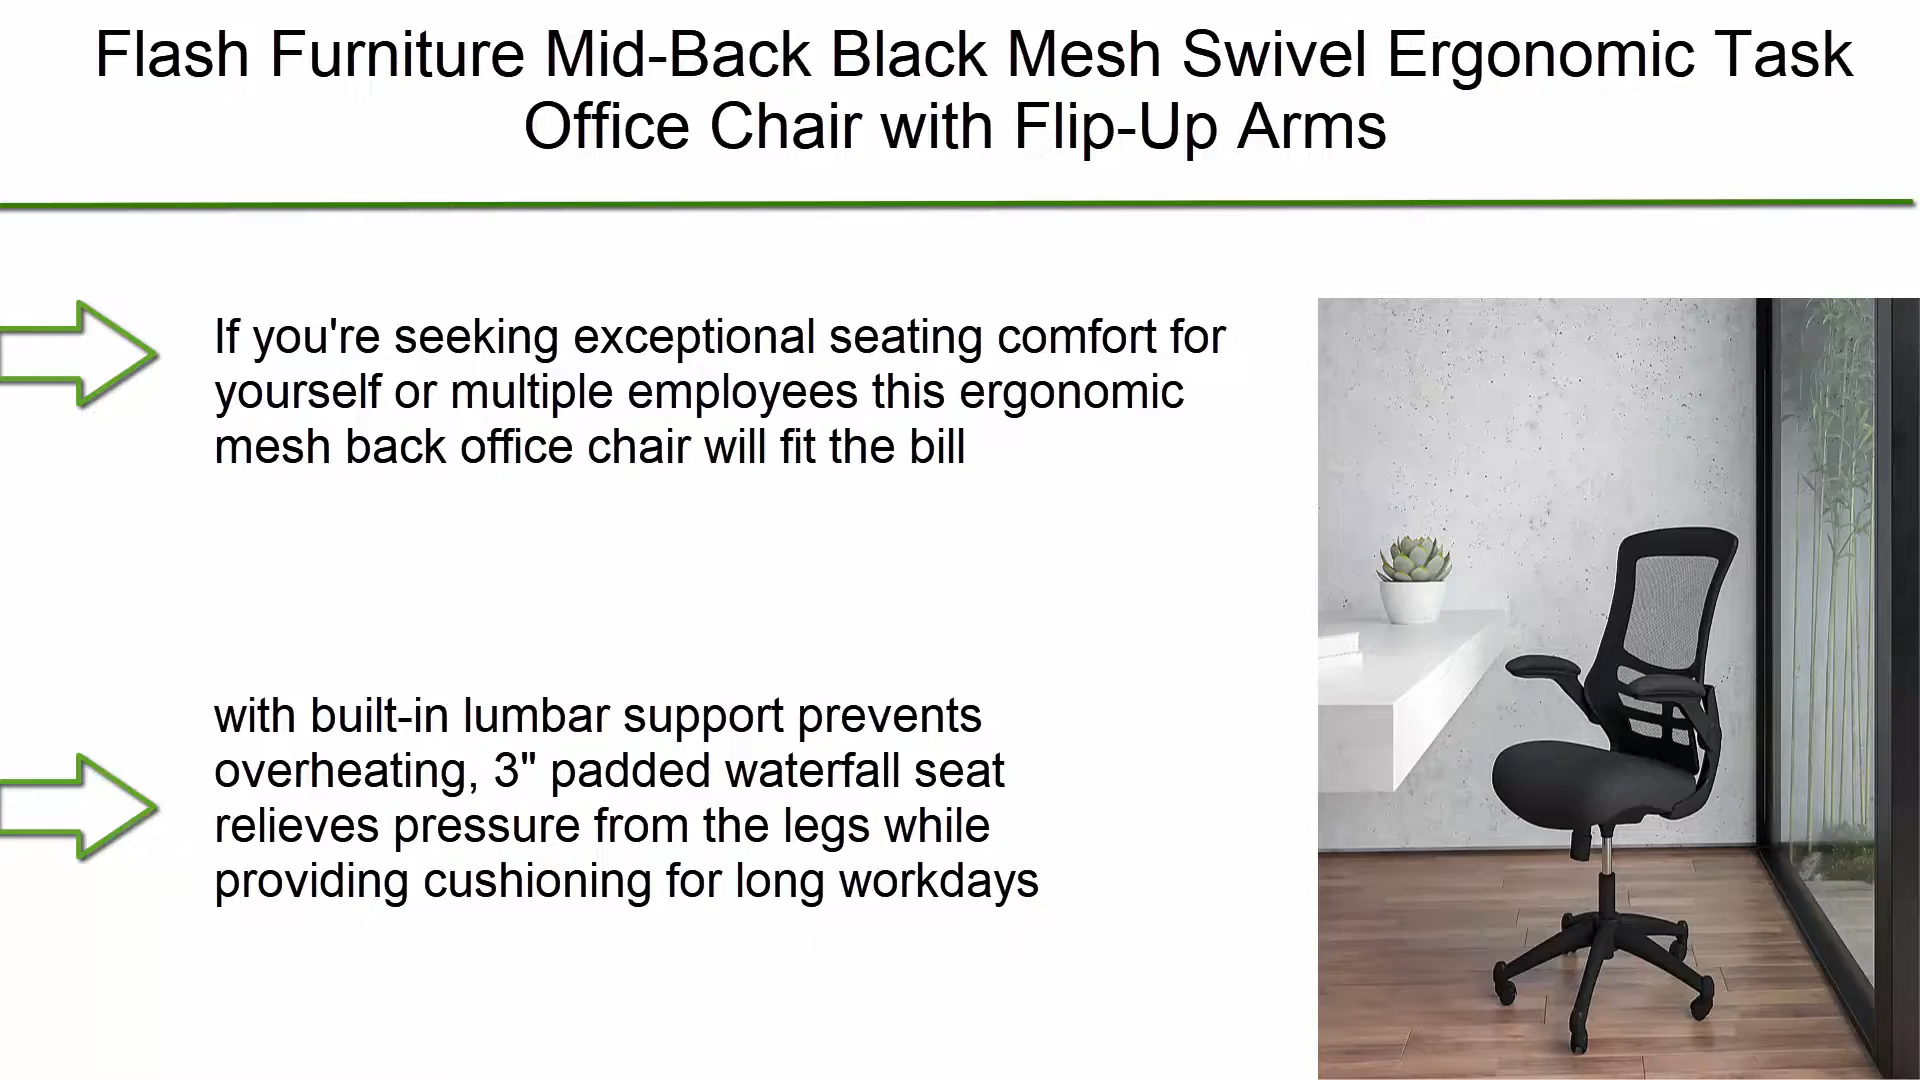 Flash Furniture Mid-Back Black Mesh Swivel Ergonomic Task
Office Chair with Flip-Up Arms
If you're seeking exceptional seating comfort for
yourself or multiple employees this ergonomic
mesh back office chair will fit the bill
with built-in lumbar support prevents
overheating, 3" padded waterfall seat
relieves pressure from the legs while
providing cushioning for long workdays